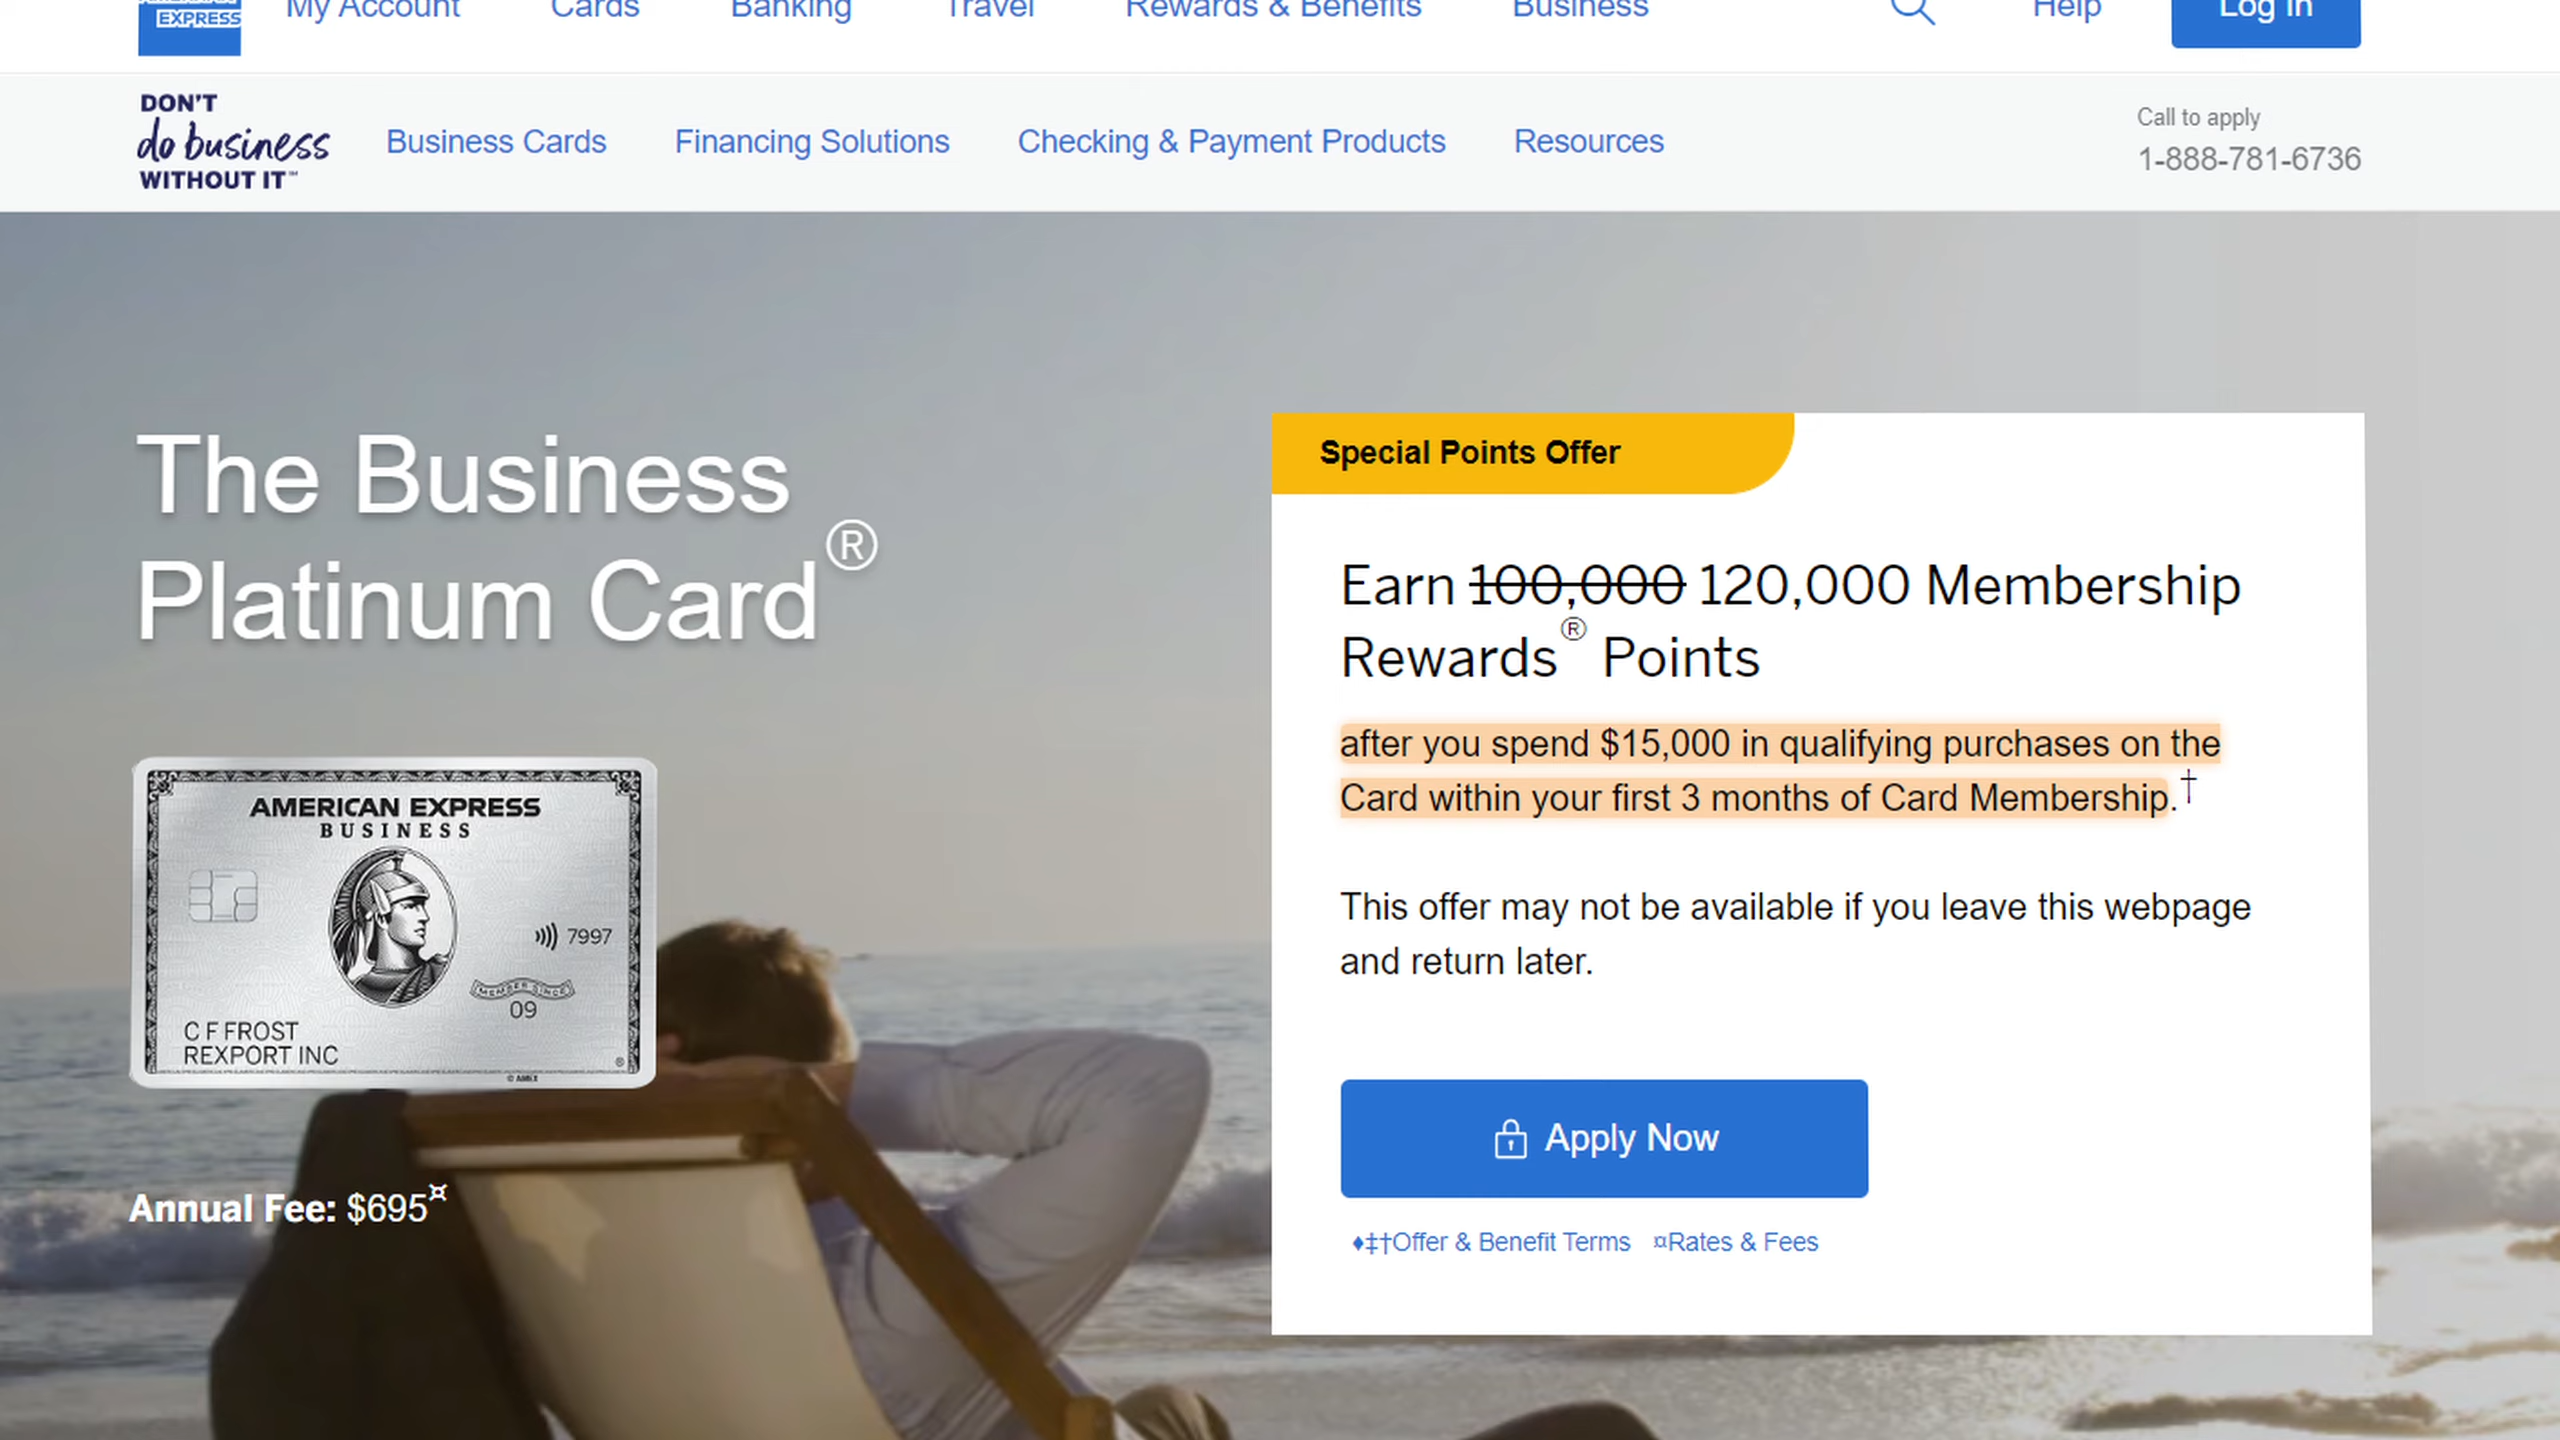 EXPRESS
My Account Cards Banking Travel Rewards & Benefits Business Help Log In
DON'T
do business
WITHOUT IT™
Business Cards Financing Solutions Checking & Payment Products Resources
Call to apply
1-888-781-6736
The Business
Platinum Card®
AMERICAN EXPRESS
BUSINESS
7997
MEMBER SINCE
09
C F FROST
REXPORT INC
®
© AMEX
Annual Fee: $695¤
Special Points Offer
Earn 100,000 120,000 Membership
Rewards® Points
after you spend $15,000 in qualifying purchases on the
Card within your first 3 months of Card Membership.†
This offer may not be available if you leave this webpage
and return later.
Apply Now
♦‡†Offer & Benefit Terms ¤Rates & Fees